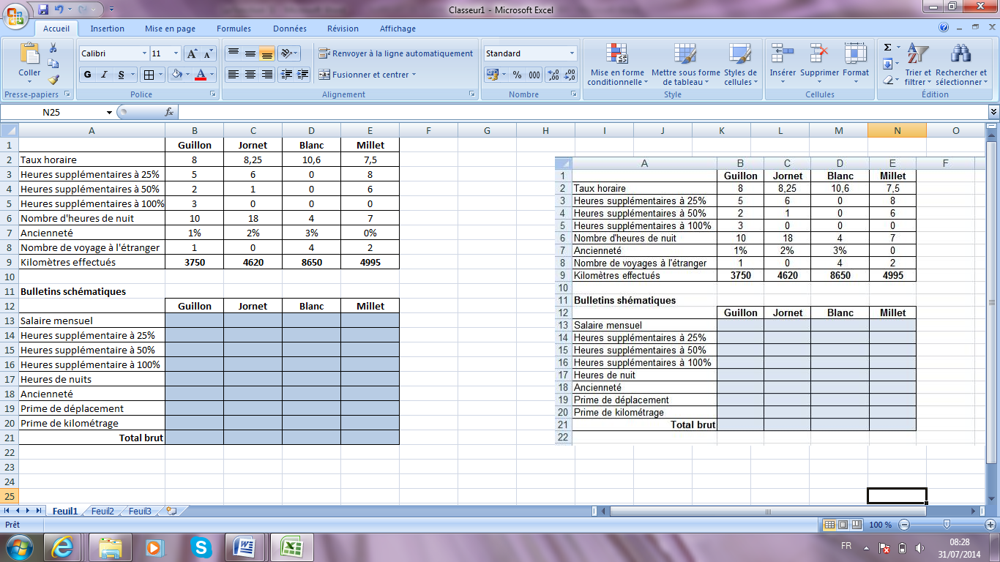 Classeur1 - Microsoft Excel
Accueil Insertion Mise en page Formules Données Révision Affichage
Coller
Presse-papiers
Calibri 11
G I S
Police
Renvoyer à la ligne automatiquement
Fusionner et centrer
Alignement
Standard
% 000
Nombre
Mise en forme conditionnelle
Mettre sous forme de tableau
Styles de cellules
Style
Insérer Supprimer Format
Cellules
Trier et filtrer
Rechercher et sélectionner
Édition
N25 fx
A B C D E F G H I J K L M N O
1 Guillon Jornet Blanc Millet
2 Taux horaire 8 8,25 10,6 7,5
3 Heures supplémentaires à 25% 5 6 0 8
4 Heures supplémentaires à 50% 2 1 0 6
5 Heures supplémentaires à 100% 3 0 0 0
6 Nombre d'heures de nuit 10 18 4 7
7 Ancienneté 1% 2% 3% 0%
8 Nombre de voyage à l'étranger 1 0 4 2
9 Kilomètres effectués 3750 4620 8650 4995
10
11 Bulletins schématiques
12 Guillon Jornet Blanc Millet
13 Salaire mensuel
14 Heures supplémentaire à 25%
15 Heures supplémentaire à 50%
16 Heures supplémentaire à 100%
17 Heures de nuits
18 Ancienneté
19 Prime de déplacement
20 Prime de kilométrage
21 Total brut
22
23
24
25
A B C D E F
1 Guillon Jornet Blanc Millet
2 Taux horaire 8 8,25 10,6 7,5
3 Heures supplémentaires à 25% 5 6 0 8
4 Heures supplémentaires à 50% 2 1 0 6
5 Heures supplémentaires à 100% 3 0 0 0
6 Nombre d'heures de nuit 10 18 4 7
7 Ancienneté 1% 2% 3% 0
8 Nombre de voyages à l'étranger 1 0 4 2
9 Kilomètres effectués 3750 4620 8650 4995
10
11 Bulletins shématiques
12 Guillon Jornet Blanc Millet
13 Salaire mensuel
14 Heures supplémentaires à 25%
15 Heures supplémentaires à 50%
16 Heures supplémentaires à 100%
17 Heures de nuit
18 Ancienneté
19 Prime de déplacement
20 Prime de kilométrage
21 Total brut
22
Feuil1 Feuil2 Feuil3
Prêt 100 %
FR 08:28
31/07/2014